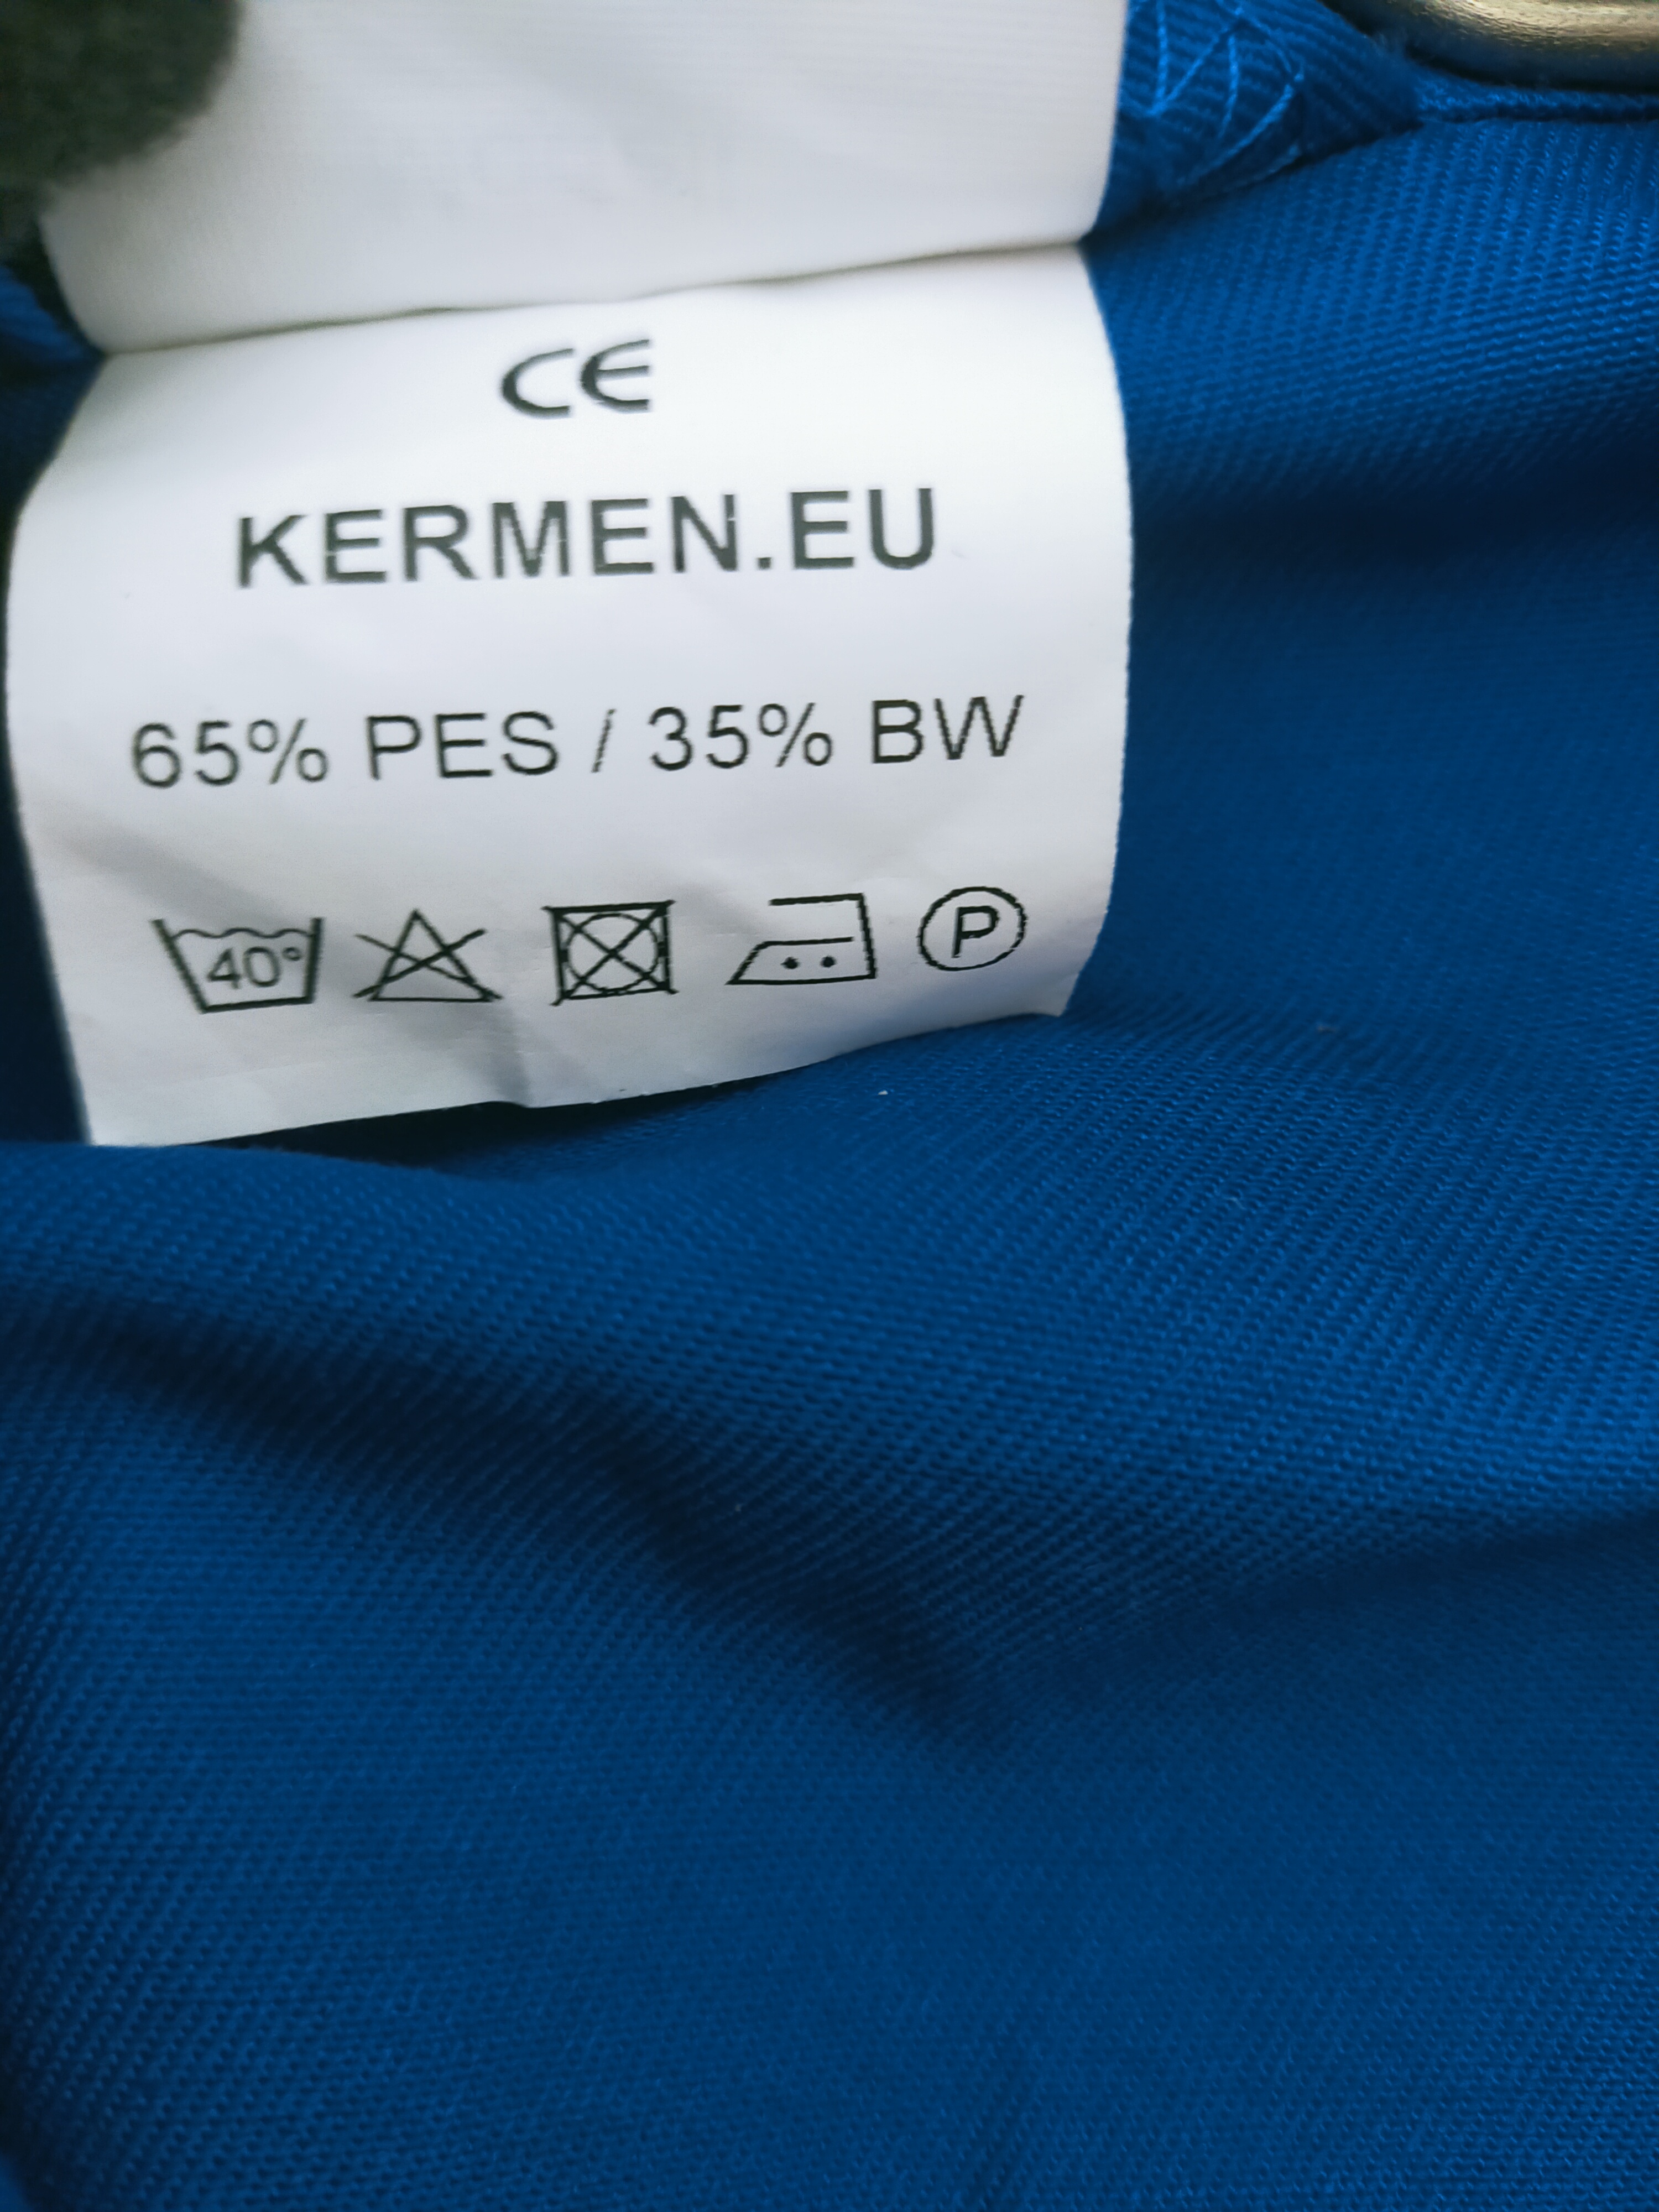 CE
KERMEN.EU
65% PES / 35% BW
40° P